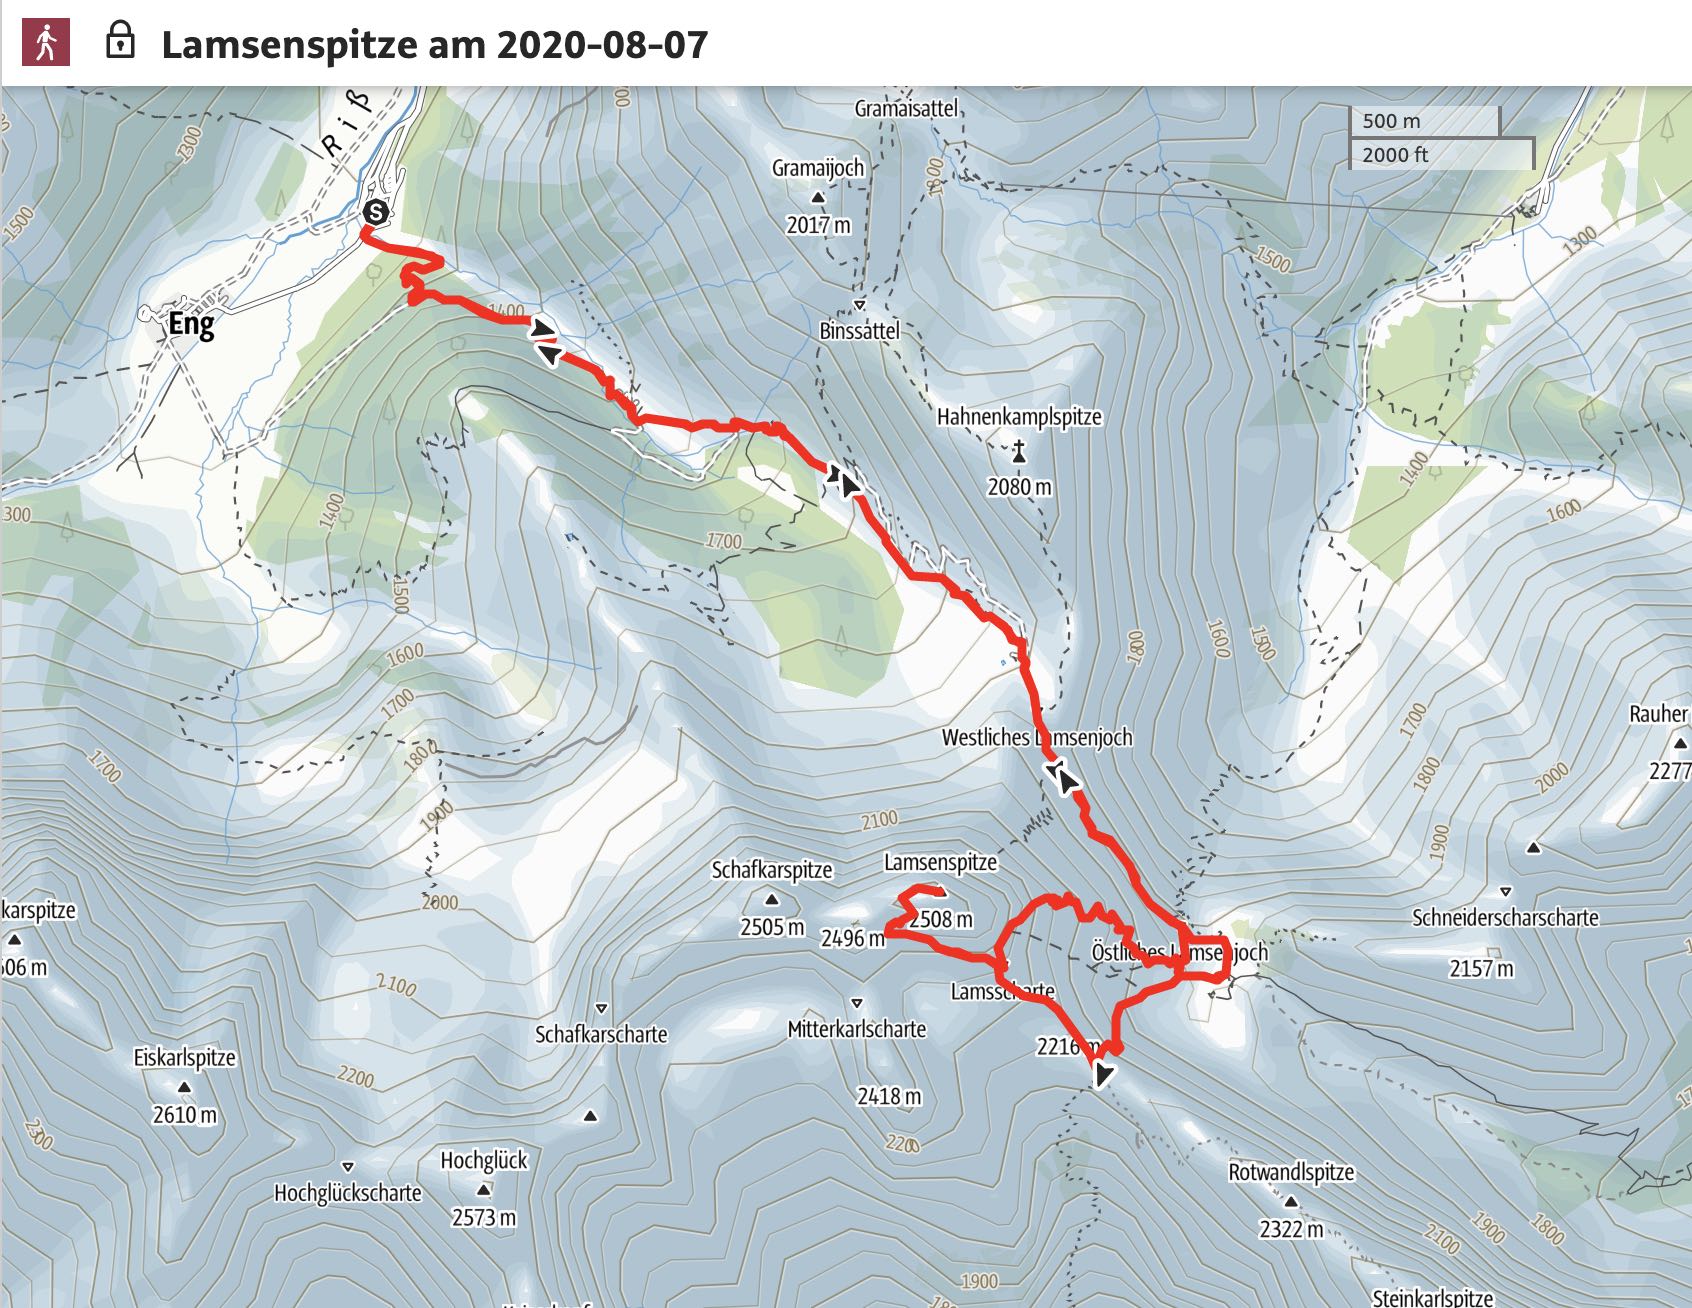 Lamsenspitze am 2020-08-07
Riß
1300
1500
S
Eng
1400
Gramaisattel
Gramaijoch
2017 m
1800
Binssattel
500 m
2000 ft
1500
1300
Hahnenkamplspitze
2080 m
1400
1600
300
1400
1700
1500
1600
1700
1800
1900
2000
1700
1800
1600
1500
Westliches Lamsenjoch
2100
Rauher
2277
1700
1800
1900
2000
Schafkarspitze
2505 m
2496 m
Lamsenspitze
2508 m
Östliches Lamsenjoch
Lamsscharte
2216 m
Schneiderscharscharte
2157 m
karspitze
606 m
2100
Schafkarscharte
Mitterkarlscharte
2418 m
2200
Eiskarlspitze
2610 m
2200
2300
Hochglückscharte
Hochglück
2573 m
Rotwandlspitze
2322 m
2100
1900
1800
1900
Steinkarlspitze